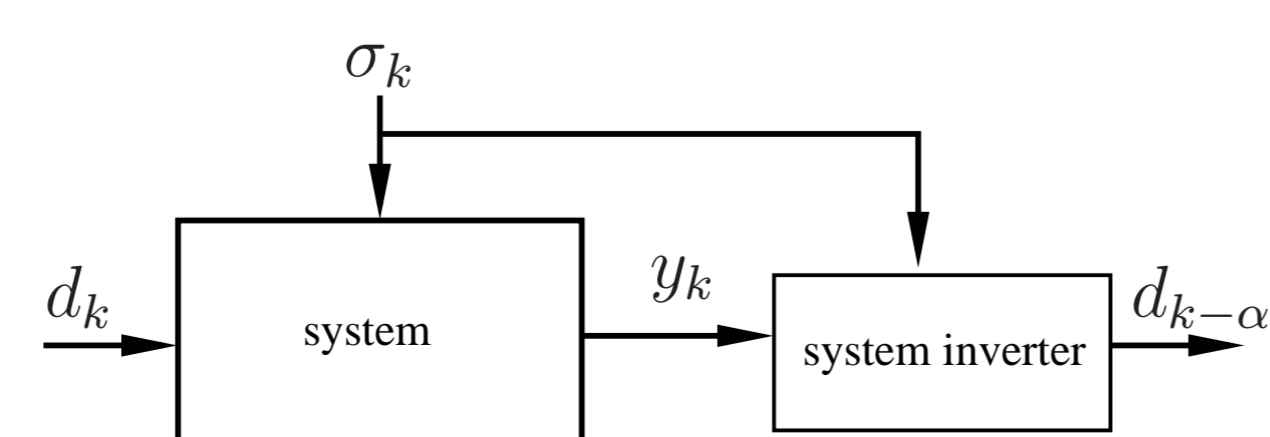 σ_k
d_k
system
y_k
system inverter
d_{k−α}